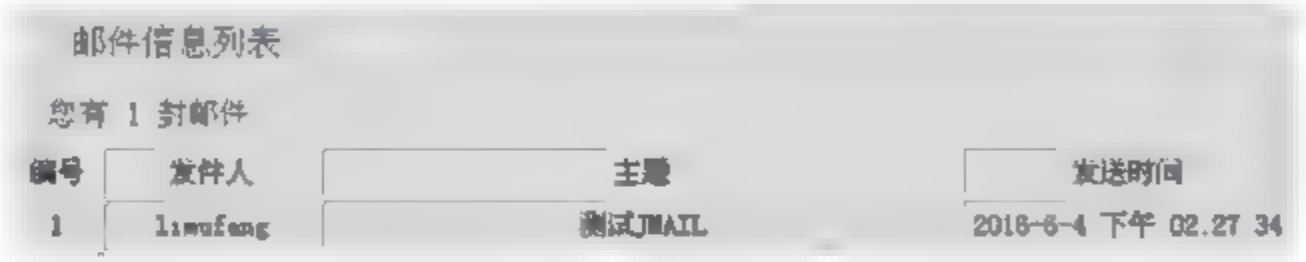 邮件信息列表
您有 1 封邮件
编号 发件人 主题 发送时间
1 limufang 测试JMAIL 2016-6-4 下午 02.27 34